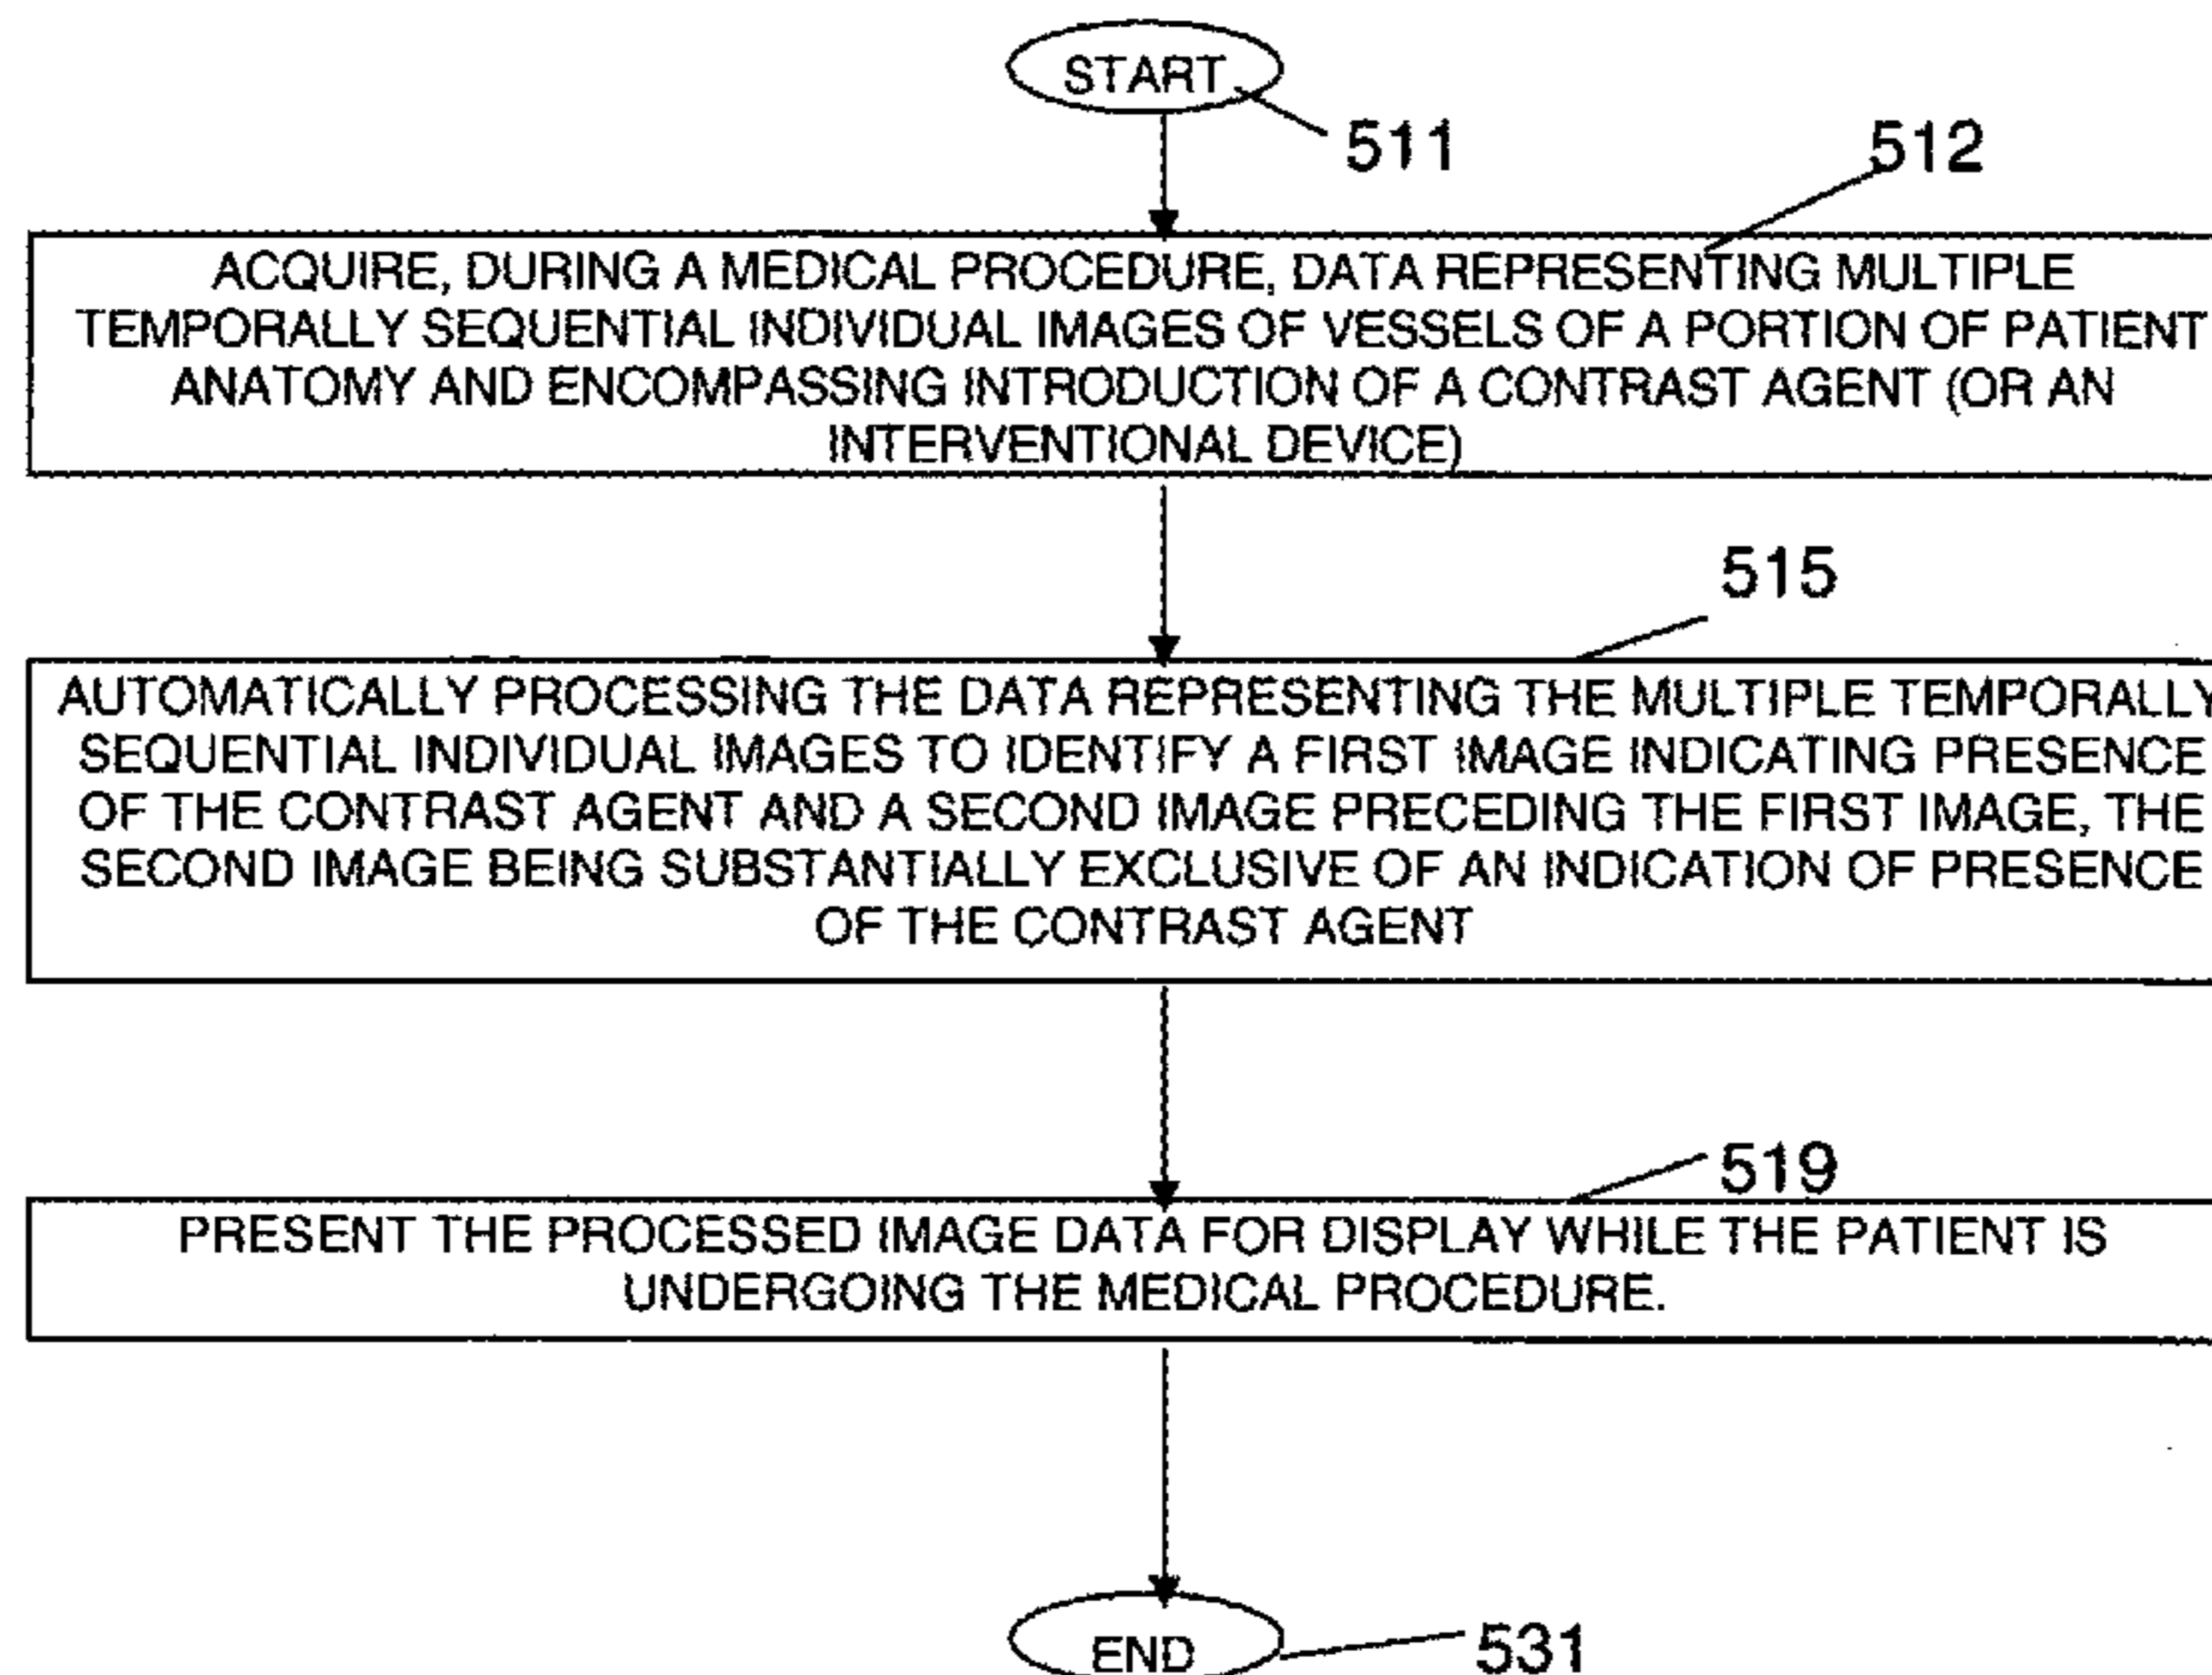 START
511
512
ACQUIRE, DURING A MEDICAL PROCEDURE, DATA REPRESENTING MULTIPLE
TEMPORALLY SEQUENTIAL INDIVIDUAL IMAGES OF VESSELS OF A PORTION OF PATIENT
ANATOMY AND ENCOMPASSING INTRODUCTION OF A CONTRAST AGENT (OR AN
INTERVENTIONAL DEVICE)
515
AUTOMATICALLY PROCESSING THE DATA REPRESENTING THE MULTIPLE TEMPORALLY
SEQUENTIAL INDIVIDUAL IMAGES TO IDENTIFY A FIRST IMAGE INDICATING PRESENCE
OF THE CONTRAST AGENT AND A SECOND IMAGE PRECEDING THE FIRST IMAGE, THE
SECOND IMAGE BEING SUBSTANTIALLY EXCLUSIVE OF AN INDICATION OF PRESENCE
OF THE CONTRAST AGENT
519
PRESENT THE PROCESSED IMAGE DATA FOR DISPLAY WHILE THE PATIENT IS
UNDERGOING THE MEDICAL PROCEDURE.
END
531